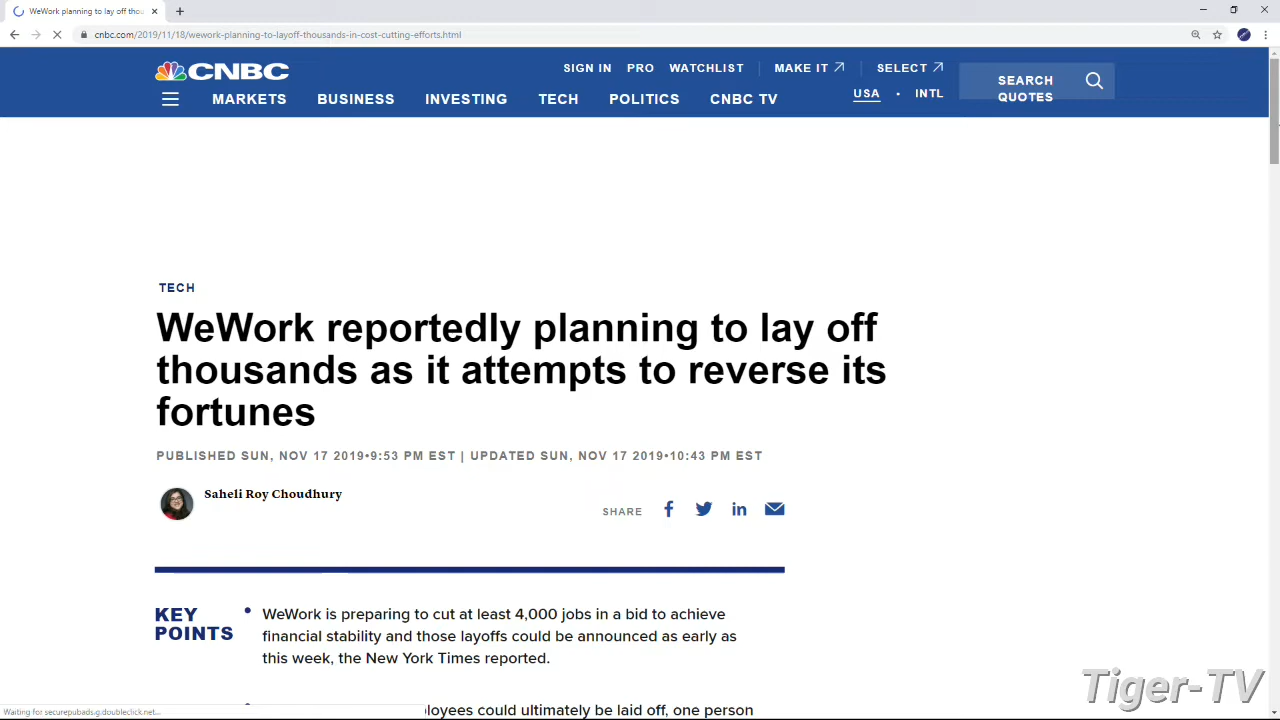 WeWork planning to lay off thou
cnbc.com/2019/11/18/wework-planning-to-layoff-thousands-in-cost-cutting-efforts.html
CNBC
SIGN IN PRO WATCHLIST MAKE IT SELECT
USA • INTL
SEARCH
QUOTES
MARKETS BUSINESS INVESTING TECH POLITICS CNBC TV
TECH
WeWork reportedly planning to lay off
thousands as it attempts to reverse its
fortunes
PUBLISHED SUN, NOV 17 2019•9:53 PM EST | UPDATED SUN, NOV 17 2019•10:43 PM EST
Saheli Roy Choudhury
SHARE
KEY
POINTS
• WeWork is preparing to cut at least 4,000 jobs in a bid to achieve
financial stability and those layoffs could be announced as early as
this week, the New York Times reported.
could ultimately be laid off, one person
Waiting for securepubads.g.doubleclick.net...
Tiger-TV